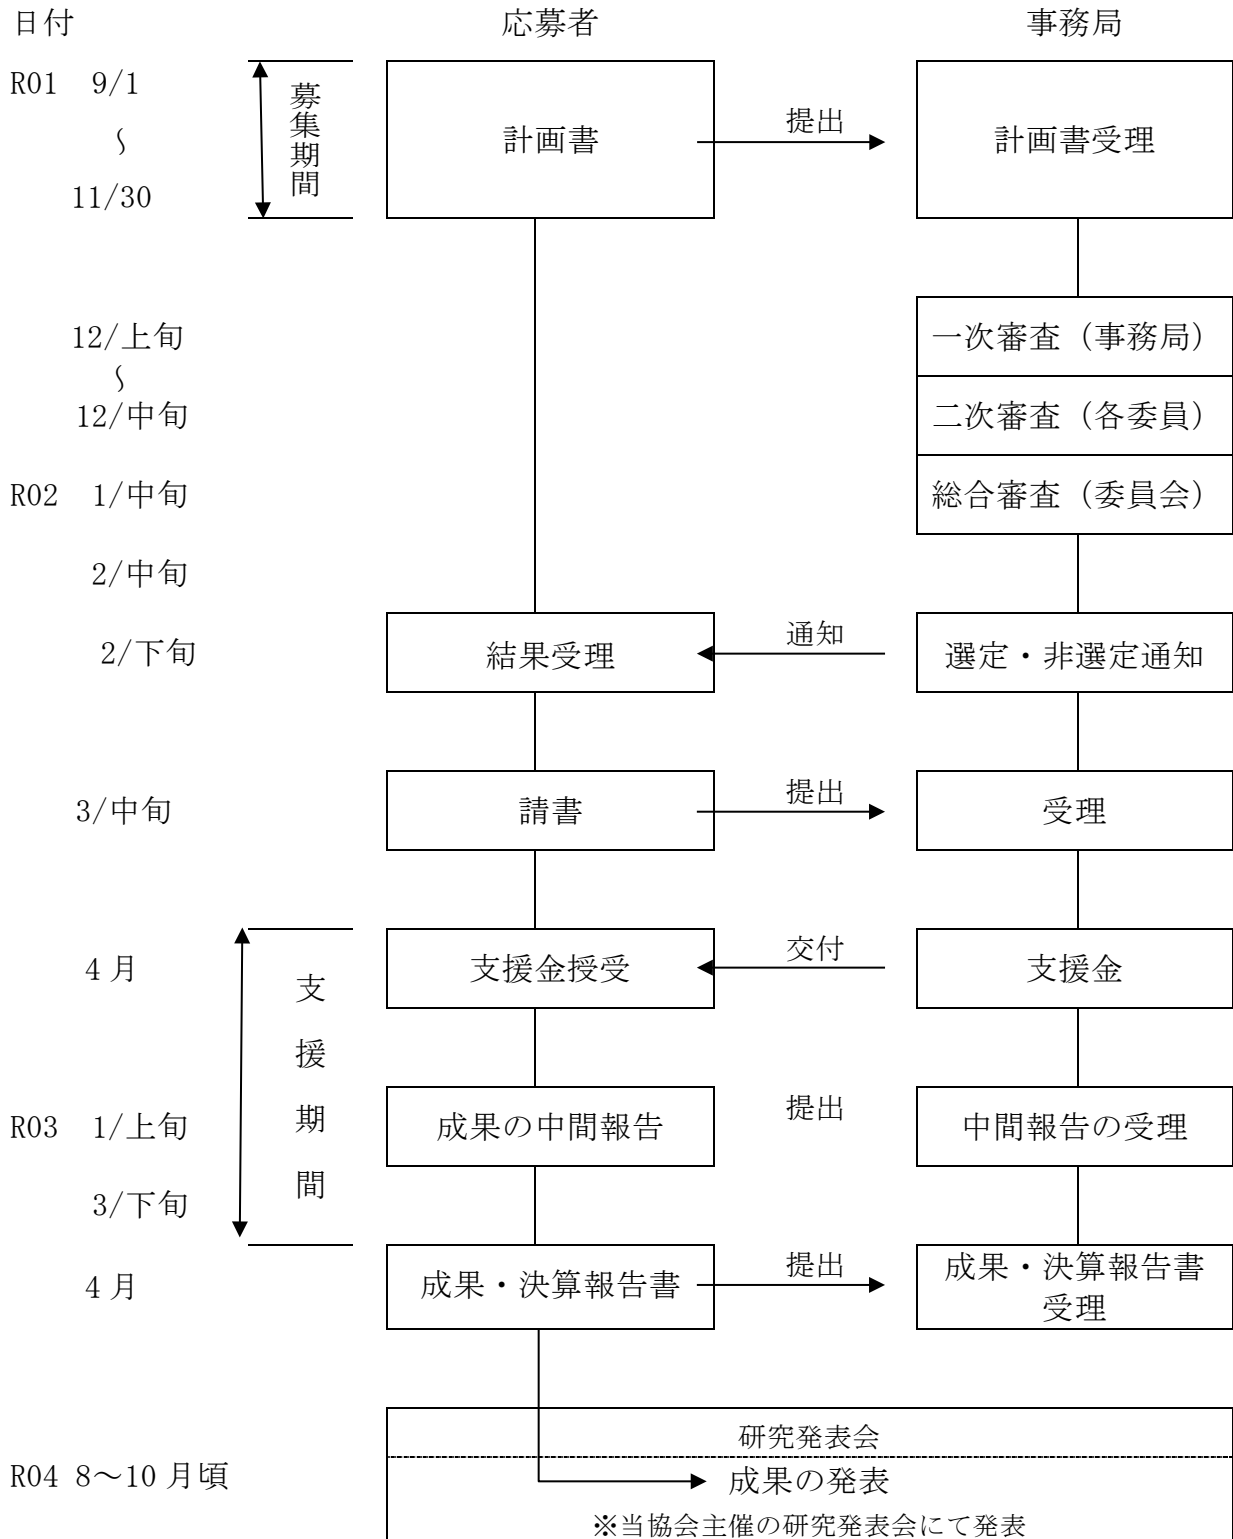 日付 応募者 事務局
R01 9/1
～
11/30
募集期間
計画書
提出
計画書受理
12/上旬
～
12/中旬
一次審査（事務局）
二次審査（各委員）
R02 1/中旬
総合審査（委員会）
2/中旬
2/下旬
結果受理
通知
選定・非選定通知
3/中旬
請書
提出
受理
4月
支援期間
支援金授受
交付
支援金
R03 1/上旬
成果の中間報告
提出
中間報告の受理
3/下旬
4月
成果・決算報告書
提出
成果・決算報告書
受理
研究発表会
R04 8～10月頃
成果の発表
※当協会主催の研究発表会にて発表